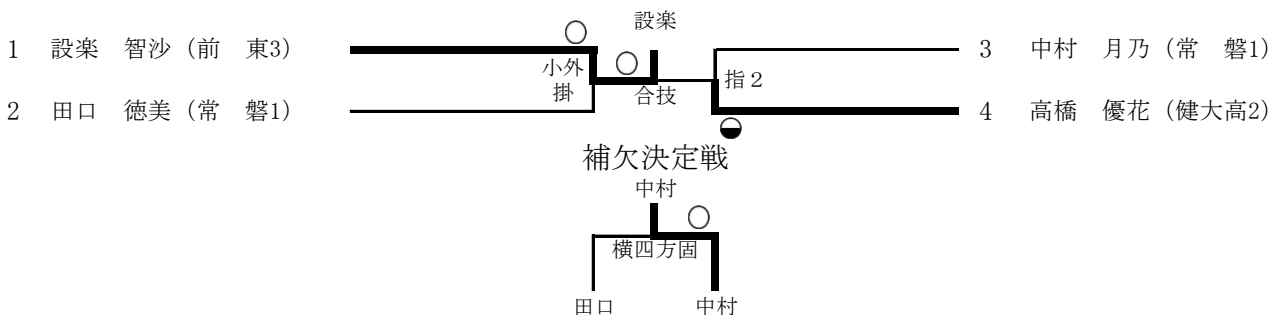 設楽
1 設楽 智沙（前 東3）
3 中村 月乃（常 磐1）
小外掛
合技
指２
2 田口 徳美（常 磐1）
4 高橋 優花（健大高2）
補欠決定戦
中村
横四方固
田口 中村